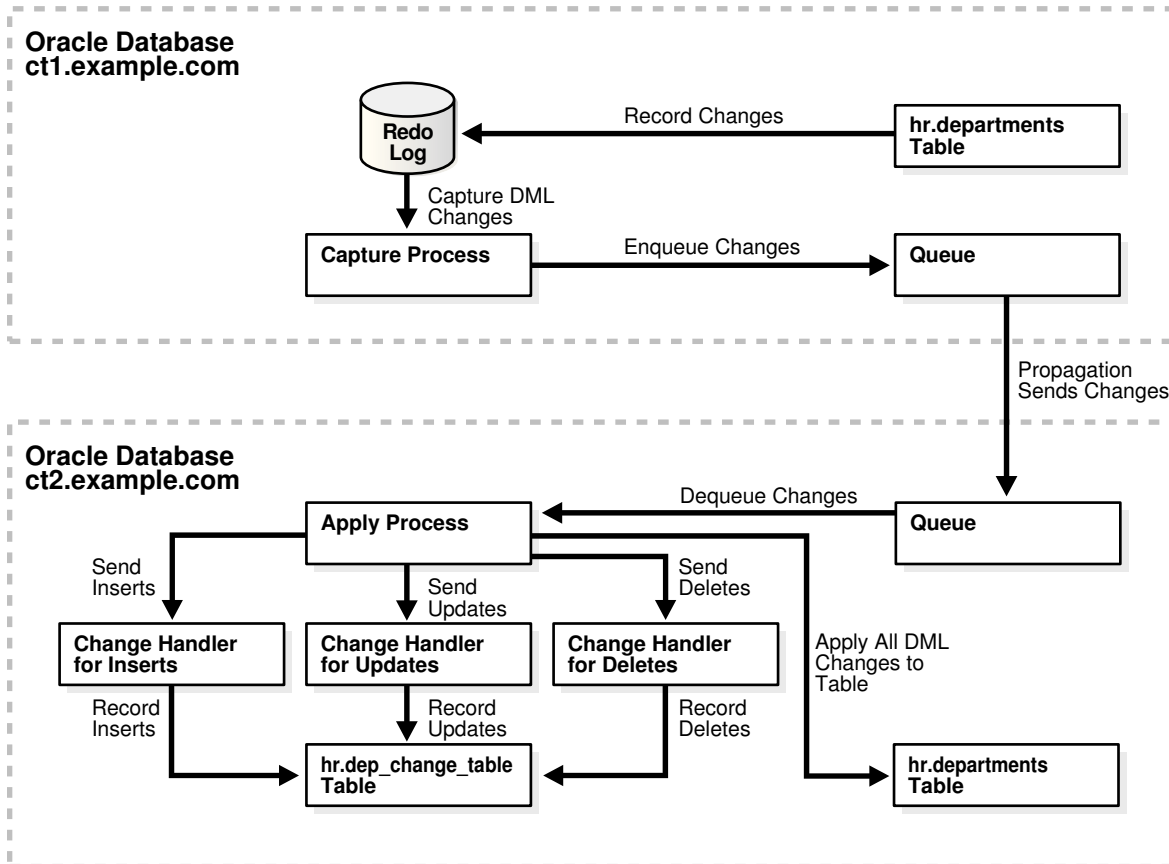 Oracle Database
ct1.example.com
Redo
Log
Record Changes
hr.departments
Table
Capture DML
Changes
Capture Process
Enqueue Changes
Queue
Propagation
Sends Changes
Oracle Database
ct2.example.com
Dequeue Changes
Apply Process
Queue
Send
Inserts
Send
Updates
Send
Deletes
Change Handler
for Inserts
Change Handler
for Updates
Change Handler
for Deletes
Apply All DML
Changes to
Table
Record
Inserts
Record
Updates
Record
Deletes
hr.dep_change_table
Table
hr.departments
Table